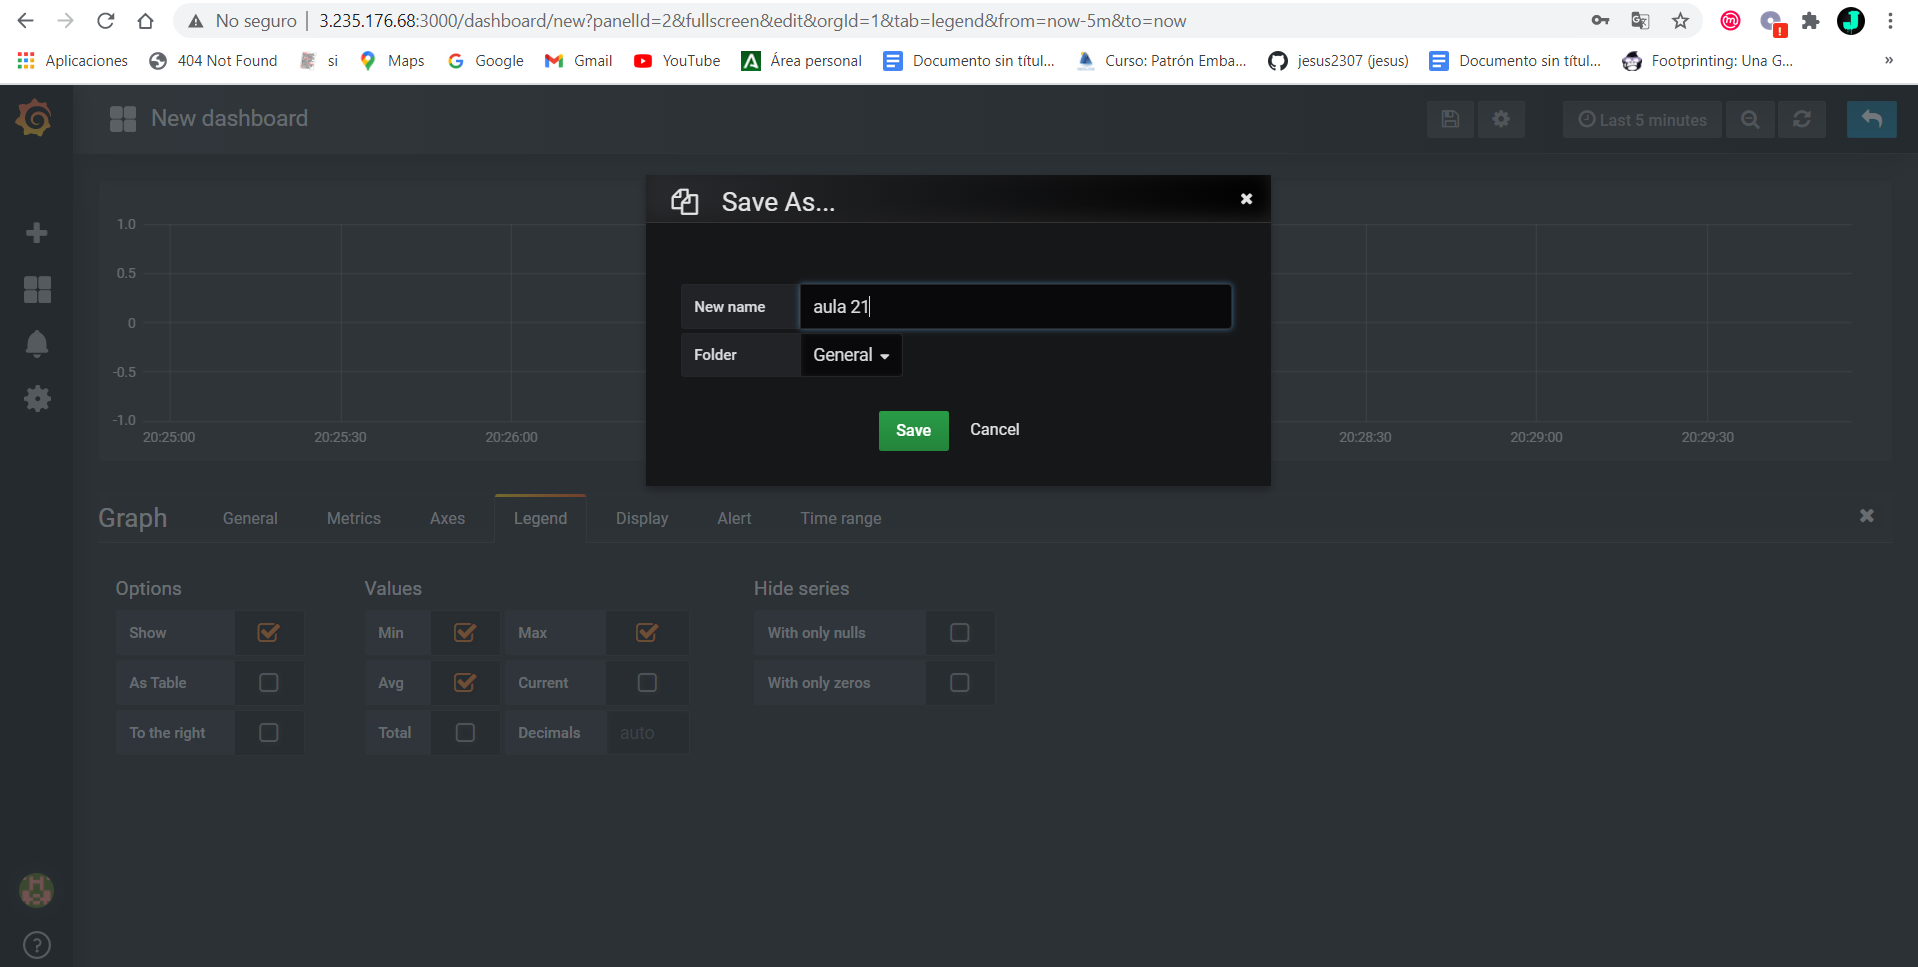 No seguro | 3.235.176.68:3000/dashboard/new?panelId=2&fullscreen&edit&orgId=1&tab=legend&from=now-5m&to=now
Aplicaciones 404 Not Found si Maps Google Gmail YouTube Área personal Documento sin títul... Curso: Patrón Emba... jesus2307 (jesus) Documento sin títul... Footprinting: Una G... »
New dashboard Last 5 minutes
Save As...
New name aula 21
Folder General
Save Cancel
1.0
0.5
0
-0.5
-1.0
20:25:00 20:25:30 20:26:00 20:28:30 20:29:00 20:29:30
Graph General Metrics Axes Legend Display Alert Time range
Options Values Hide series
Show Min Max With only nulls
As Table Avg Current With only zeros
To the right Total Decimals auto